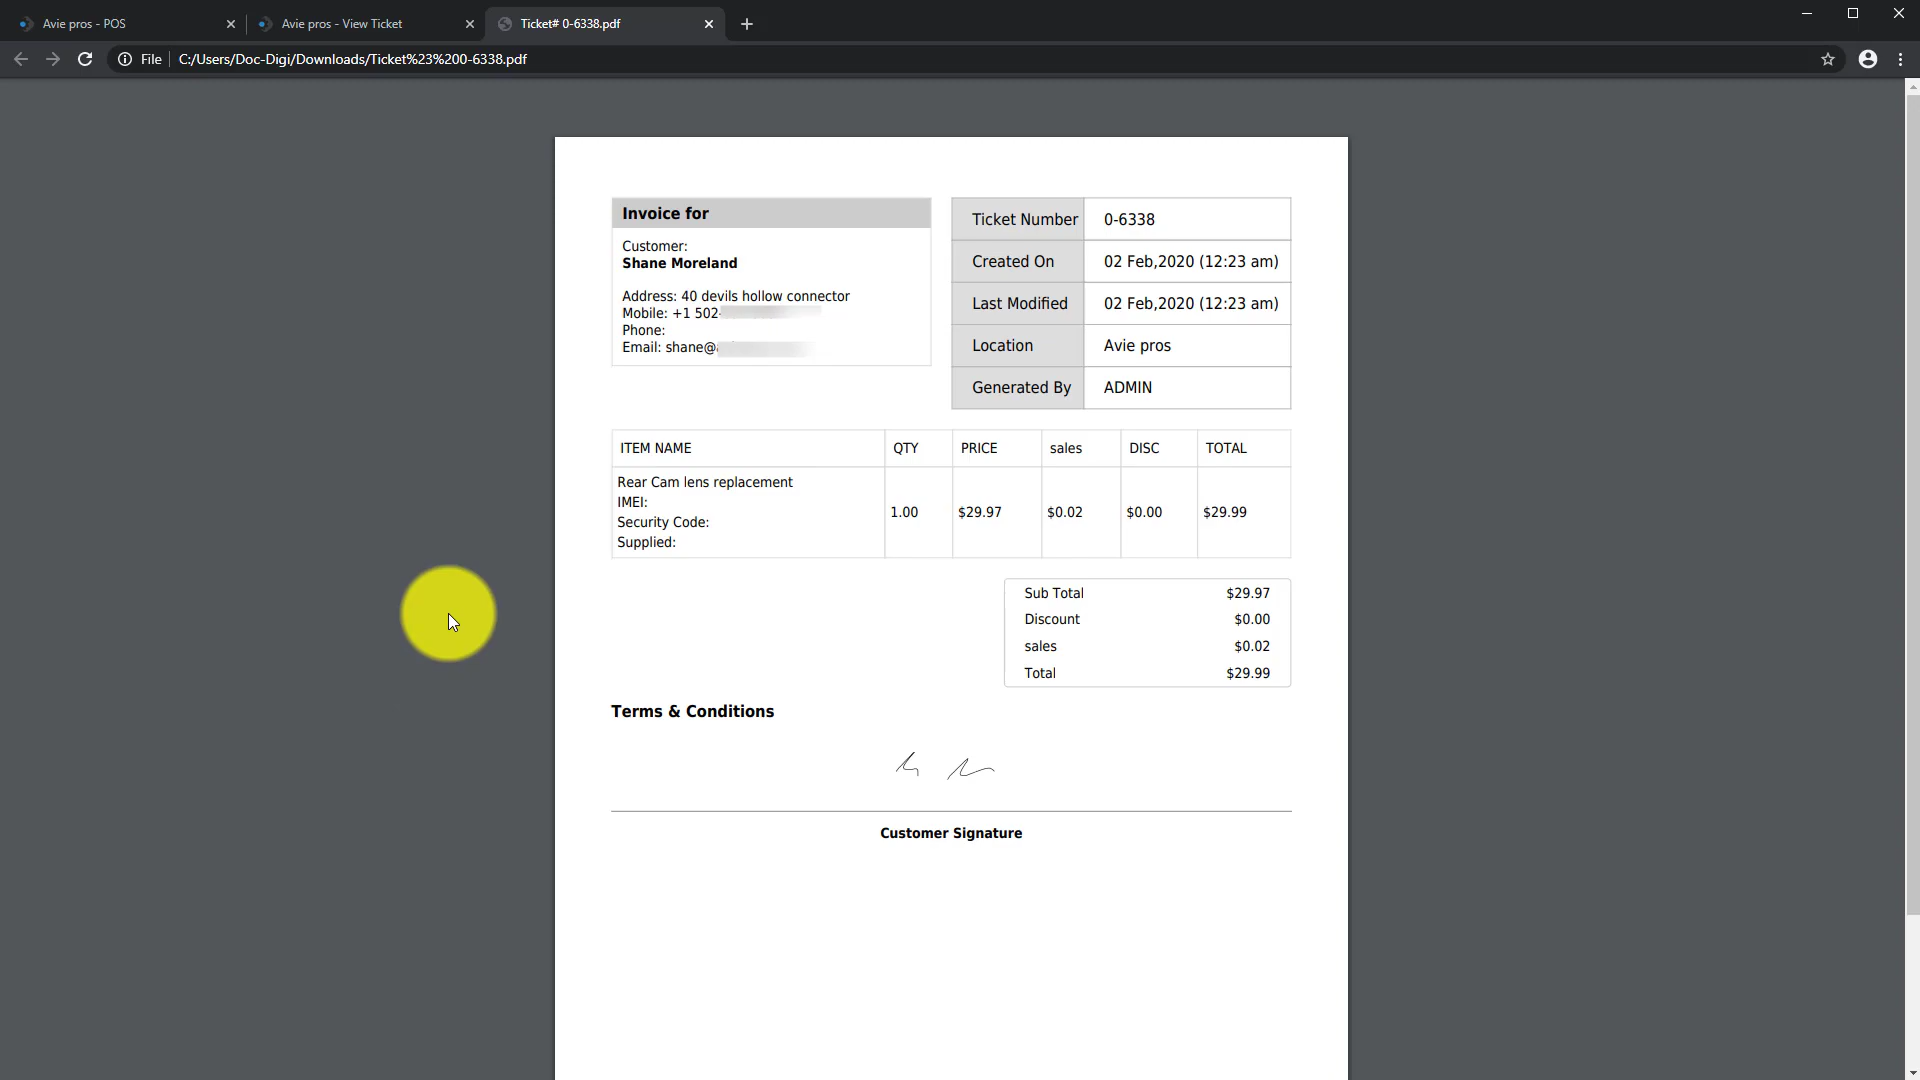 Avie pros - POS
Avie pros - View Ticket
Ticket# 0-6338.pdf
File
C:/Users/Doc-Digi/Downloads/Ticket%23%200-6338.pdf
Invoice for
Customer:
Shane Moreland
Address: 40 devils hollow connector
Mobile: +1 502-
Phone:
Email: shane@
Ticket Number 0-6338
Created On 02 Feb,2020 (12:23 am)
Last Modified 02 Feb,2020 (12:23 am)
Location Avie pros
Generated By ADMIN
ITEM NAME QTY PRICE sales DISC TOTAL
Rear Cam lens replacement
IMEI:
Security Code:
Supplied:
1.00 $29.97 $0.02 $0.00 $29.99
Sub Total $29.97
Discount $0.00
sales $0.02
Total $29.99
Terms & Conditions
Customer Signature